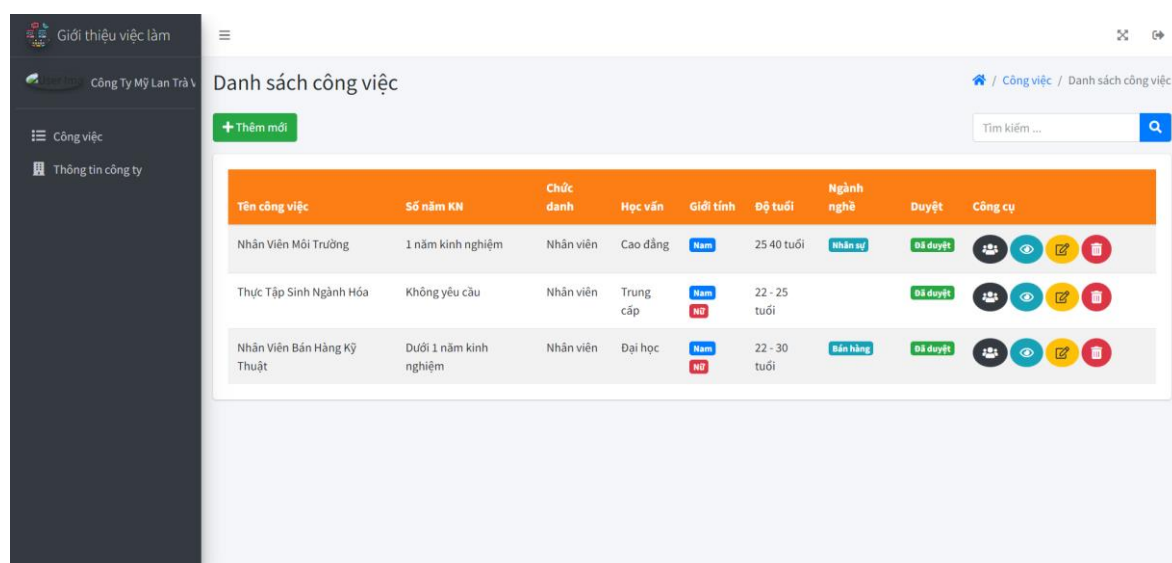 Giới thiệu việc làm
Công Ty Mỹ Lan Trà V
Danh sách công việc
/ Công việc / Danh sách công việc
Công việc
Thông tin công ty
Thêm mới
Tìm kiếm ...
Tên công việc Số năm KN Chức danh Học vấn Giới tính Độ tuổi Ngành nghề Duyệt Công cụ
Nhân Viên Môi Trường 1 năm kinh nghiệm Nhân viên Cao đẳng Nam 25 40 tuổi Nhân sự Đã duyệt
Thực Tập Sinh Ngành Hóa Không yêu cầu Nhân viên Trung cấp Nam Nữ 22 - 25 tuổi Đã duyệt
Nhân Viên Bán Hàng Kỹ Thuật Dưới 1 năm kinh nghiệm Nhân viên Đại học Nam Nữ 22 - 30 tuổi Bán hàng Đã duyệt